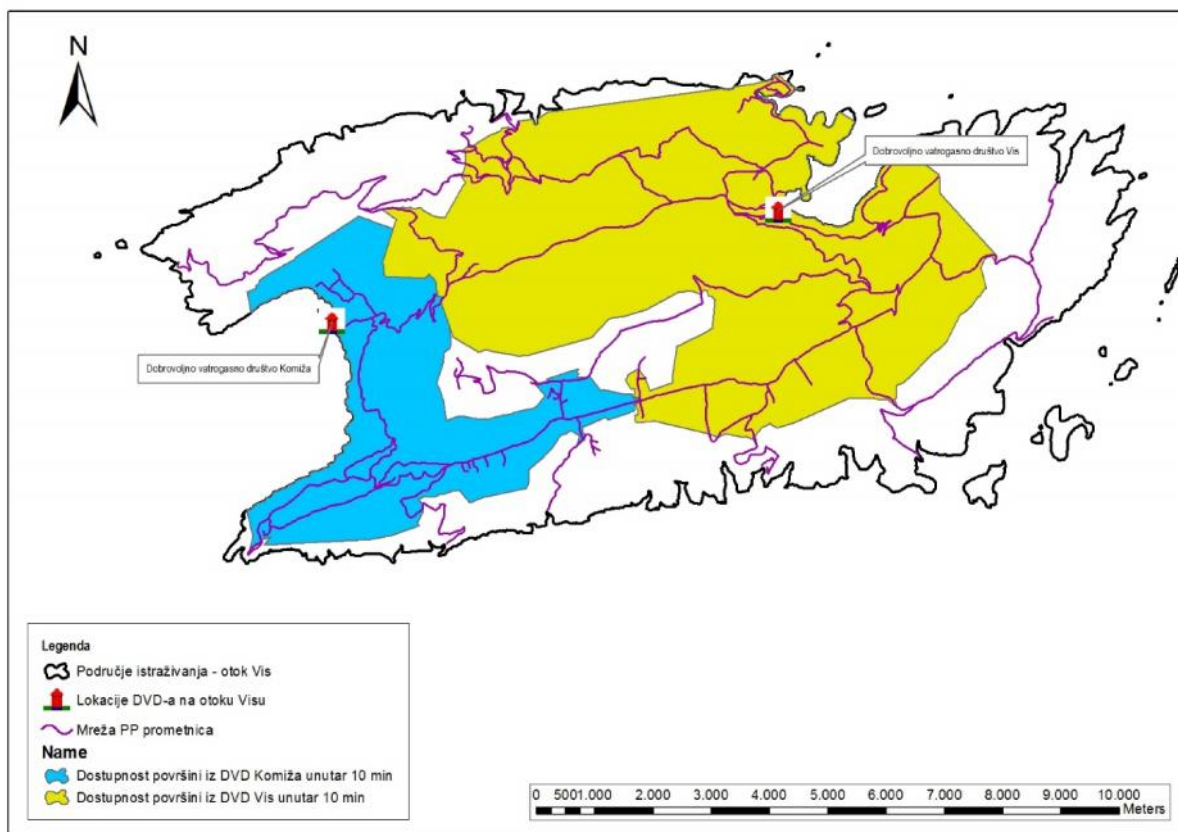 N
Dobrovoljno vatrogasno društvo Vis
Dobrovoljno vatrogasno društvo Komiža
Legenda
Područje istraživanja - otok Vis
Lokacije DVD-a na otoku Visu
Mreža PP prometnica
Name
Dostupnost površini iz DVD Komiža unutar 10 min
Dostupnost površini iz DVD Vis unutar 10 min
0 5001.000 2.000 3.000 4.000 5.000 6.000 7.000 8.000 9.000 10.000
Meters